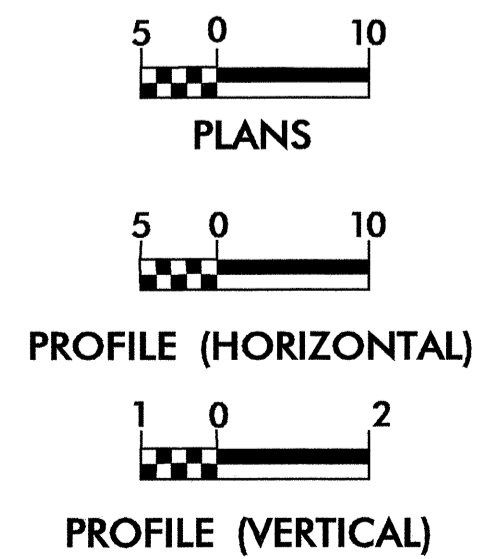 5 0 10
PLANS
5 0 10
PROFILE (HORIZONTAL)
1 0 2
PROFILE (VERTICAL)